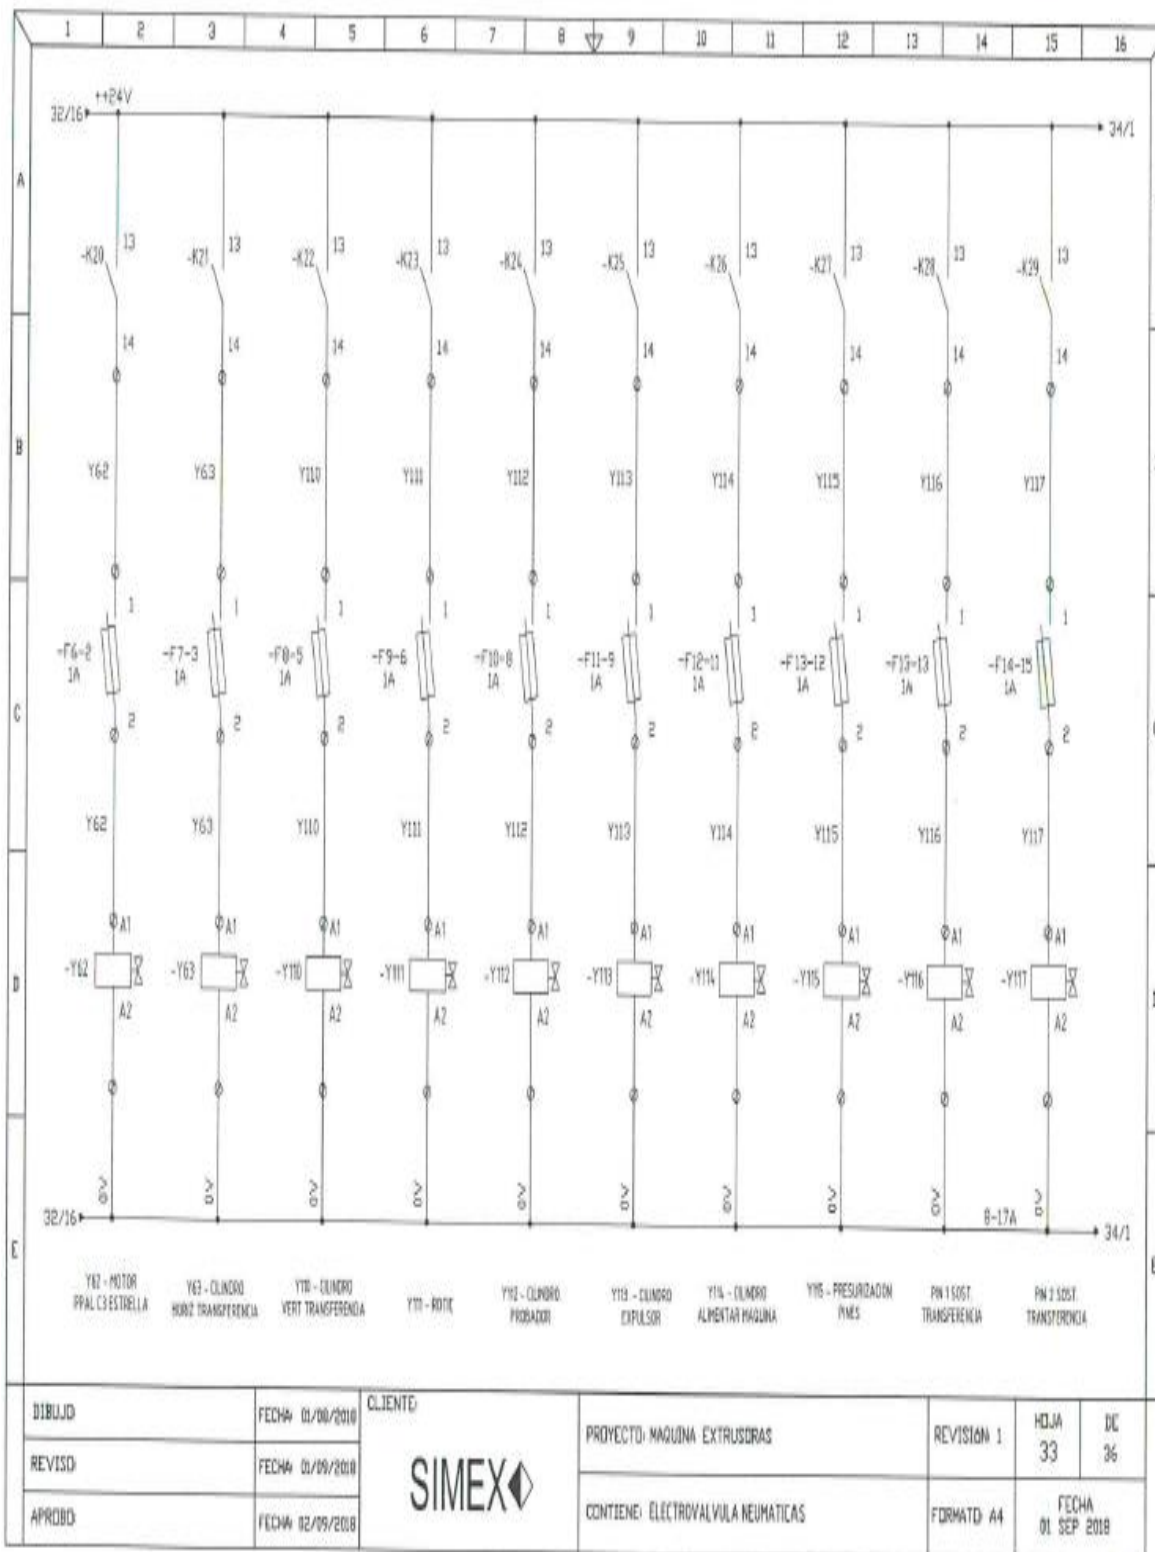 1 2 3 4 5 6 7 8 9 10 11 12 13 14 15 16
++24V
32/16 34/1
A
-K20 13 -K21 13 -K22 13 -K23 13 -K24 13 -K25 13 -K26 13 -K27 13 -K28 13 -K29 13
14 14 14 14 14 14 14 14 14 14
B
Y62 Y63 Y110 Y111 Y112 Y113 Y114 Y115 Y116 Y117
1 1 1 1 1 1 1 1 1 1
-F6-2 -F7-3 -F8-5 -F9-6 -F10-8 -F11-9 -F12-11 -F13-12 -F13-13 -F14-15
1A 1A 1A 1A 1A 1A 1A 1A 1A 1A
C
2 2 2 2 2 2 2 2 2 2
Y62 Y63 Y110 Y111 Y112 Y113 Y114 Y115 Y116 Y117
A1 A1 A1 A1 A1 A1 A1 A1 A1 A1
-Y62 -Y63 -Y110 -Y111 -Y112 -Y113 -Y114 -Y115 -Y116 -Y117
D
A2 A2 A2 A2 A2 A2 A2 A2 A2 A2
0V 0V 0V 0V 0V 0V 0V 0V 0V 0V
32/16 8-17A 34/1
E
Y62 - MOTOR
PPAL C3 ESTRELLA
Y63 - CILINDRO
HORIZ TRANSFERENCIA
Y110 - CILINDRO
VERT TRANSFERENCIA
Y111 -
Y112 - CILINDRO
PROBADOR
Y113 - CILINDRO
EXPULSOR
Y114 - CILINDRO
ALIMENTAR MAQUINA
Y115 - PRESURIZACION
PINES
PIN 1 SOST.
TRANSFERENCIA
PIN 2 SOST.
TRANSFERENCIA
DIBUJO: FECHA: 01/08/2018
REVISO: FECHA: 01/09/2018
APROBO: FECHA: 02/09/2018
CLIENTE:
SIMEX
PROYECTO: MAQUINA EXTRUSORAS
CONTIENE: ELECTROVALVULA NEUMATICAS
REVISIÓN 1
FORMATO: A4
HOJA
33
DE
36
FECHA
01 SEP 2018